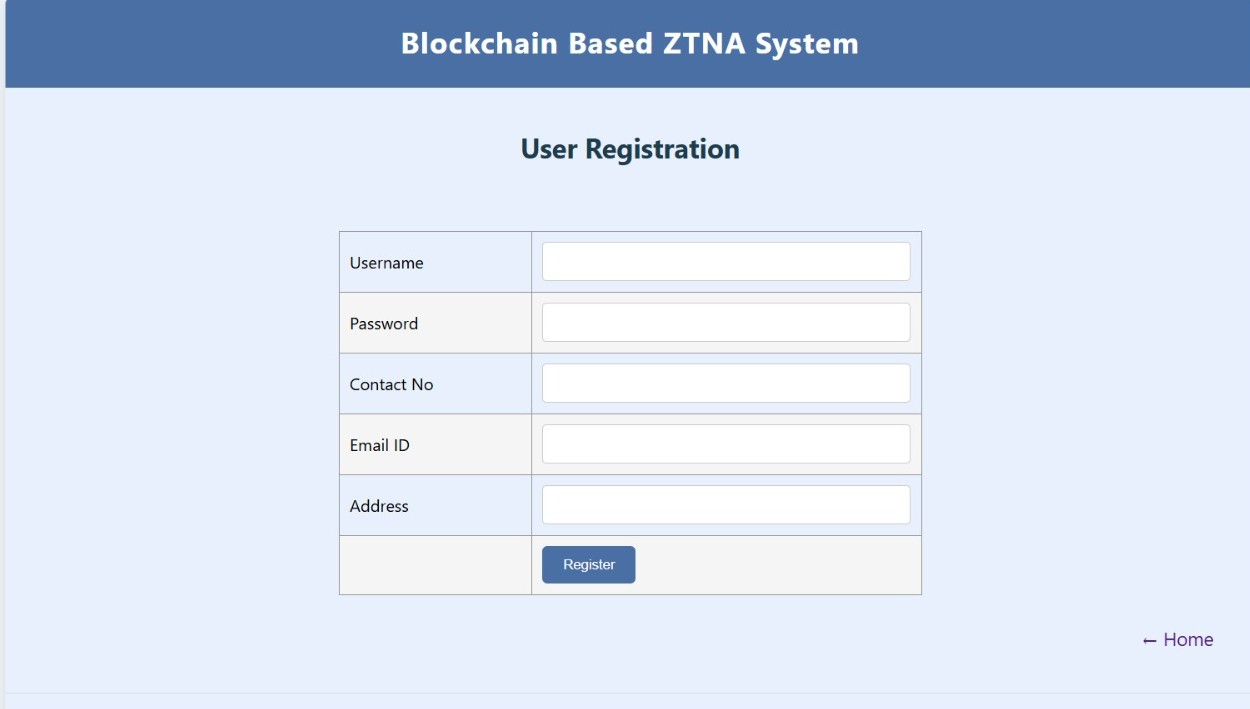 Blockchain Based ZTNA System
User Registration
Username
Password
Contact No
Email ID
Address
Register
← Home